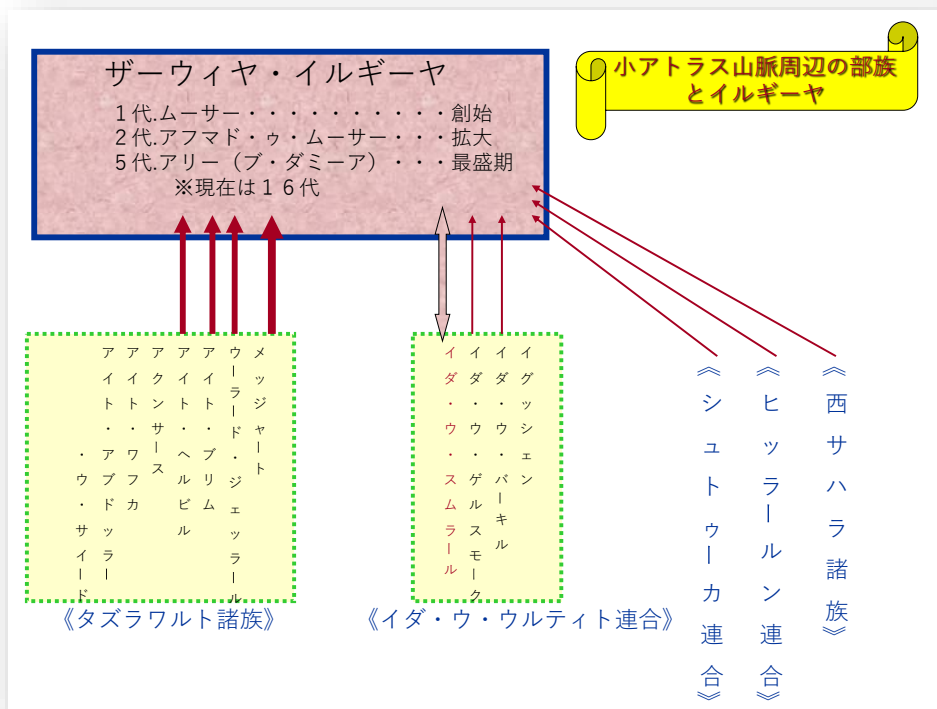 小アトラス山脈周辺の部族
とイルギーヤ
ザーウィヤ・イルギーヤ
1代.ムーサー・・・・・・・・・・創始
2代.アフマド・ゥ・ムーサー・・・拡大
5代.アリー(ブ・ダミーア)・・・最盛期
※現在は16代
メッジャート
ウーラード・ジェッラール
アイト・ブリム
アイト・ヘルビル
アクンサース
アイト・ワフカ
アイト・アブドッラー
・ウ・サイード
《タズラワルト諸族》
イグッシェン
イダ・ウ・バーキル
イダ・ウ・ゲルスモーク
イダ・ウ・スムラール
《イダ・ウ・ウルティト連合》
《西サハラ諸族》
《ヒッラールン連合》
《シュトゥーカ連合》